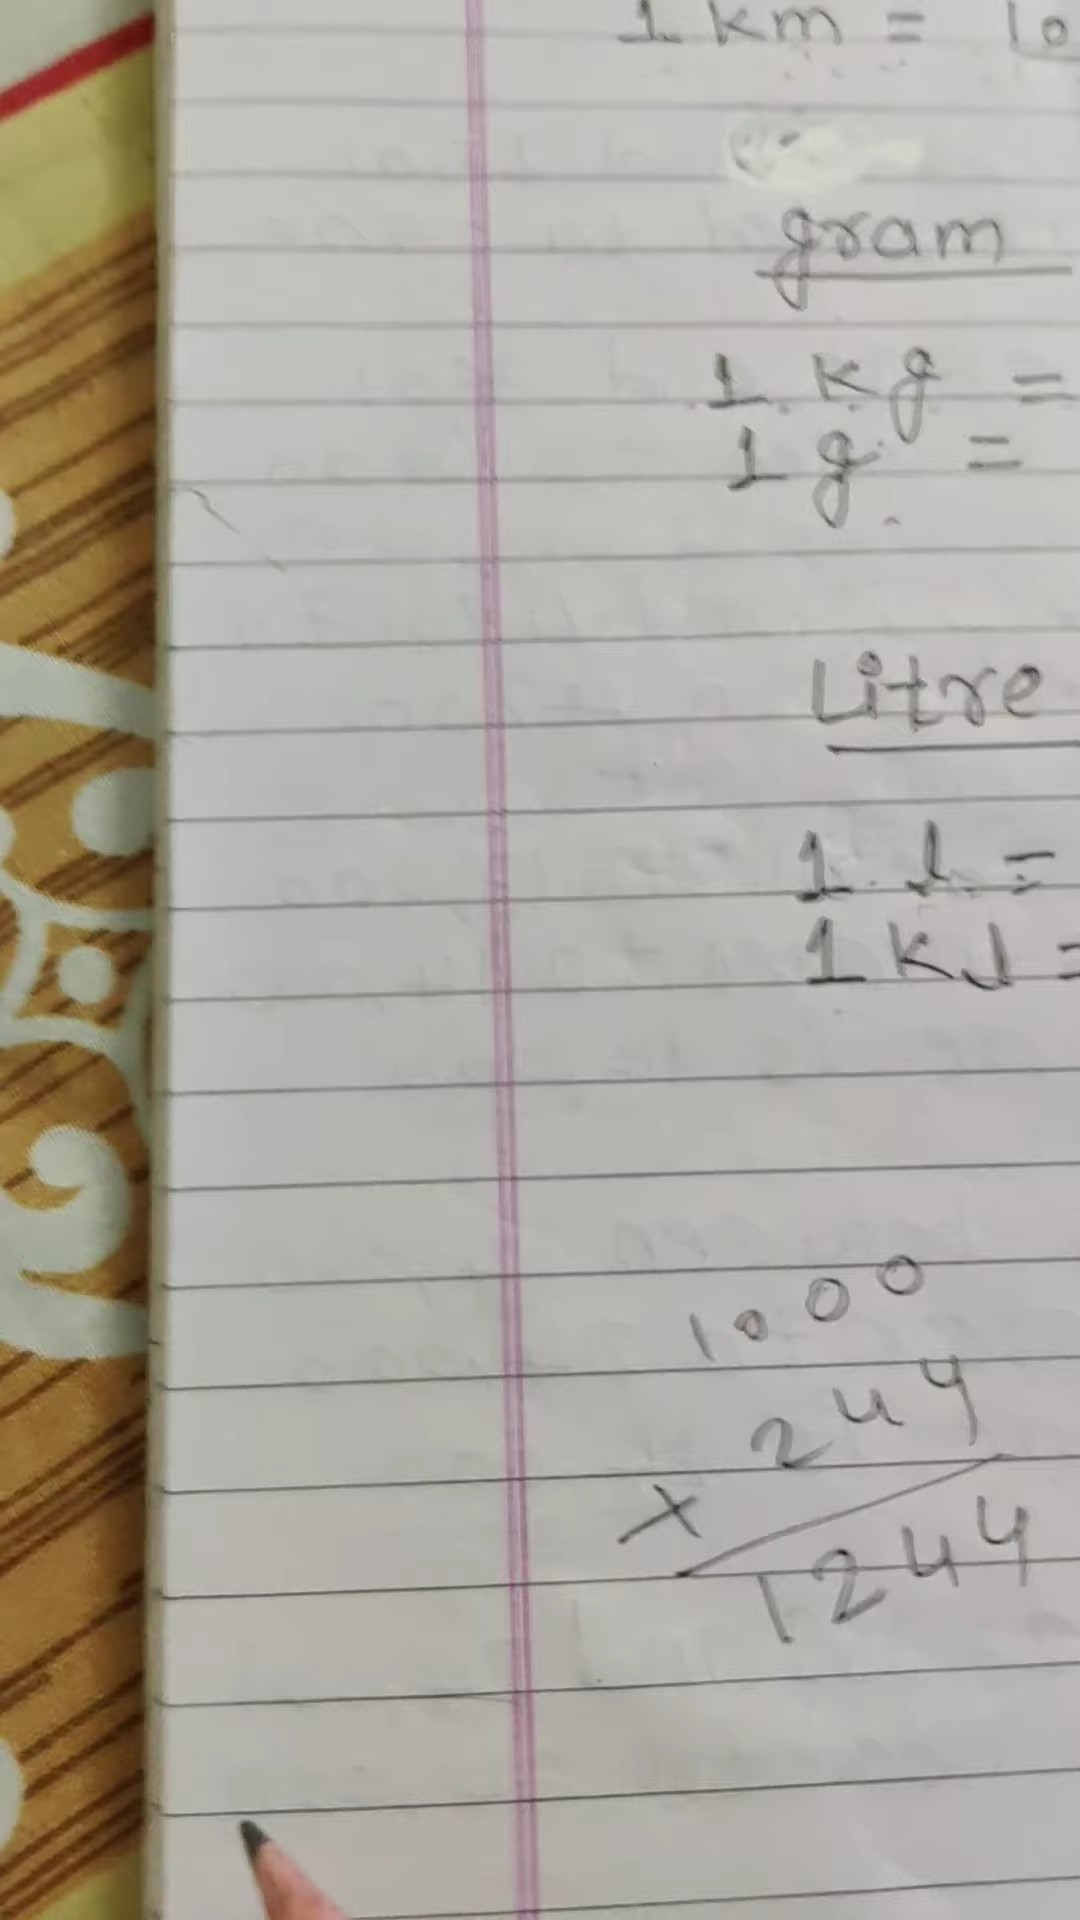 1 km = 10
gram
1 kg =
1 g =
Litre
1 l =
1 kl =
1000
244
×
1244